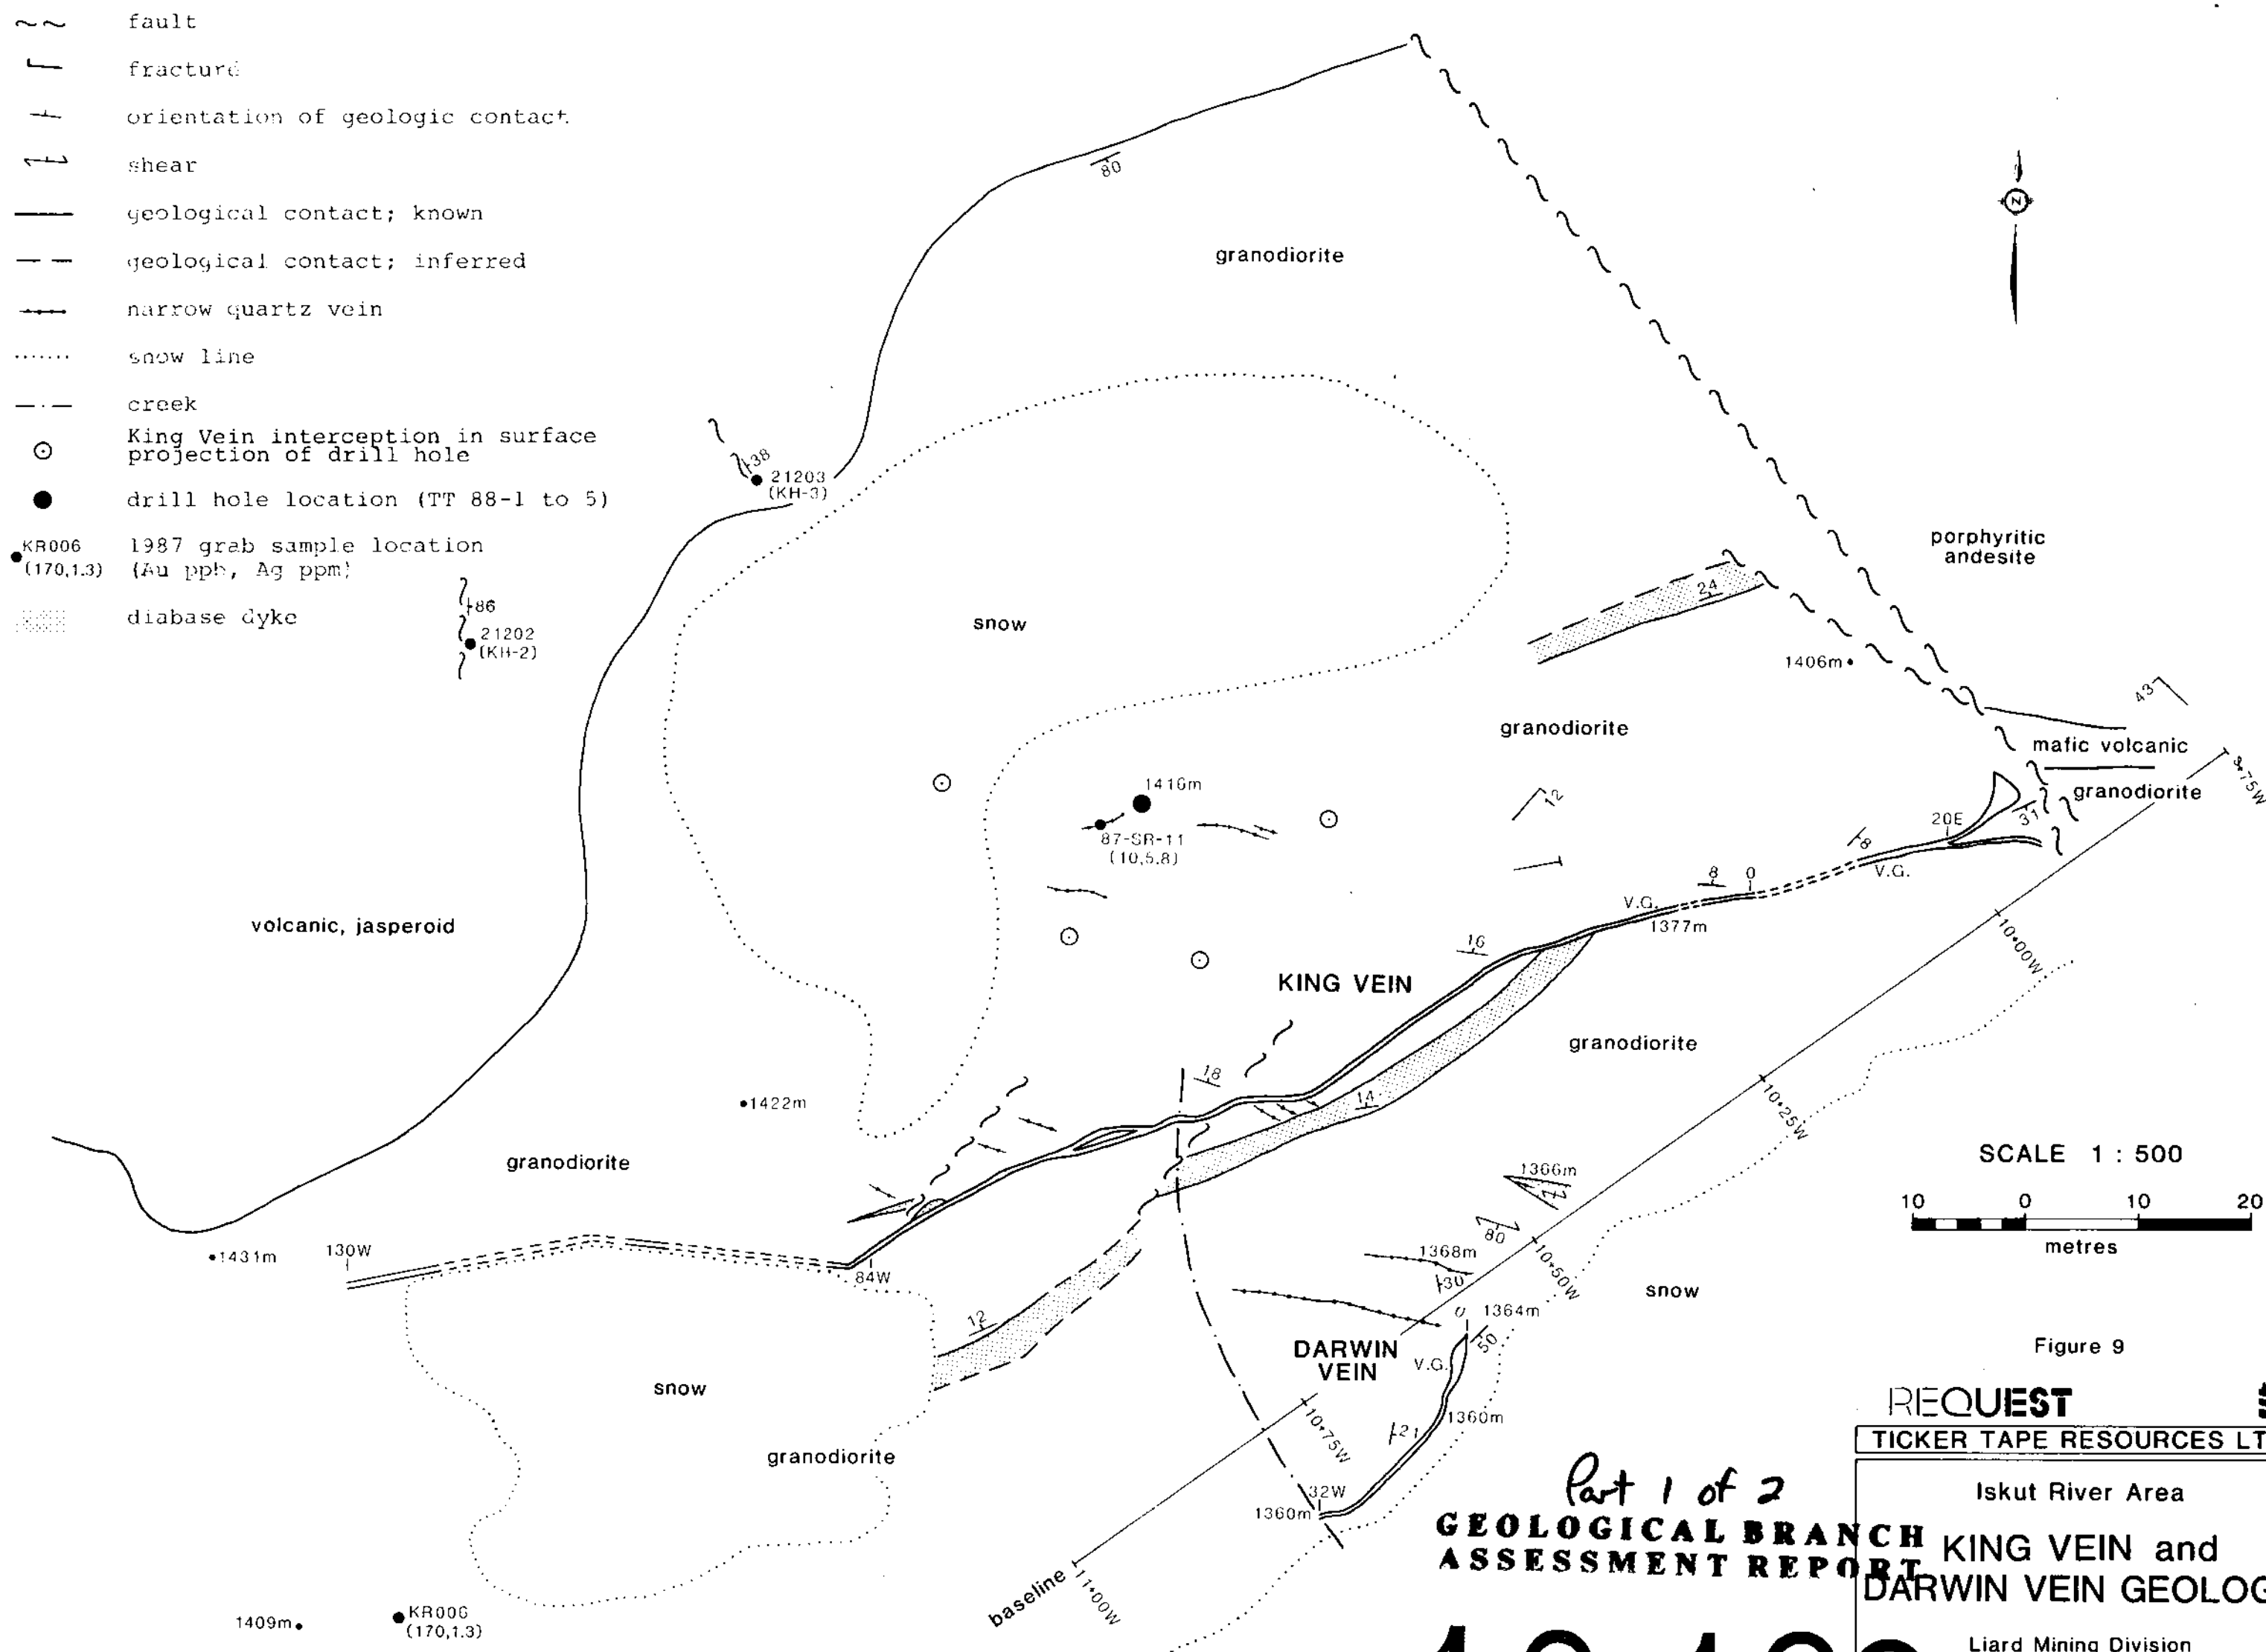 fault
fracture
orientation of geologic contact
shear
geological contact; known
geological contact; inferred
narrow quartz vein
snow line
creek
King Vein interception in surface
projection of drill hole
drill hole location (TT 88-1 to 5)
KR006
(170,1.3)
1987 grab sample location
(Au ppb, Ag ppm)
diabase dyke
80
N
granodiorite
38
21203
(KH-3)
86
21202
(KH-2)
snow
24
porphyritic
andesite
1406m
43
granodiorite
mafic volcanic
9+75W
granodiorite
31
20E
1416m
87-SR-11
(10,5.8)
12
8
V.G.
8
0
V.G.
1377m
10+00W
volcanic, jasperoid
16
KING VEIN
granodiorite
18
14
10+25W
1422m
granodiorite
SCALE 1 : 500
10 0 10 20
metres
1366m
80
1368m
30
10+50W
1431m
130W
84W
12
snow
0
1364m
50
DARWIN
VEIN
V.G.
1360m
21
snow
Figure 9
granodiorite
10+75W
32W
1360m
REQUEST
TICKER TAPE RESOURCES LT
Iskut River Area
KING VEIN and
DARWIN VEIN GEOLOG
Liard Mining Division
Part 1 of 2
GEOLOGICAL BRANCH
ASSESSMENT REPORT
baseline
11+00W
1409m
KR006
(170,1.3)